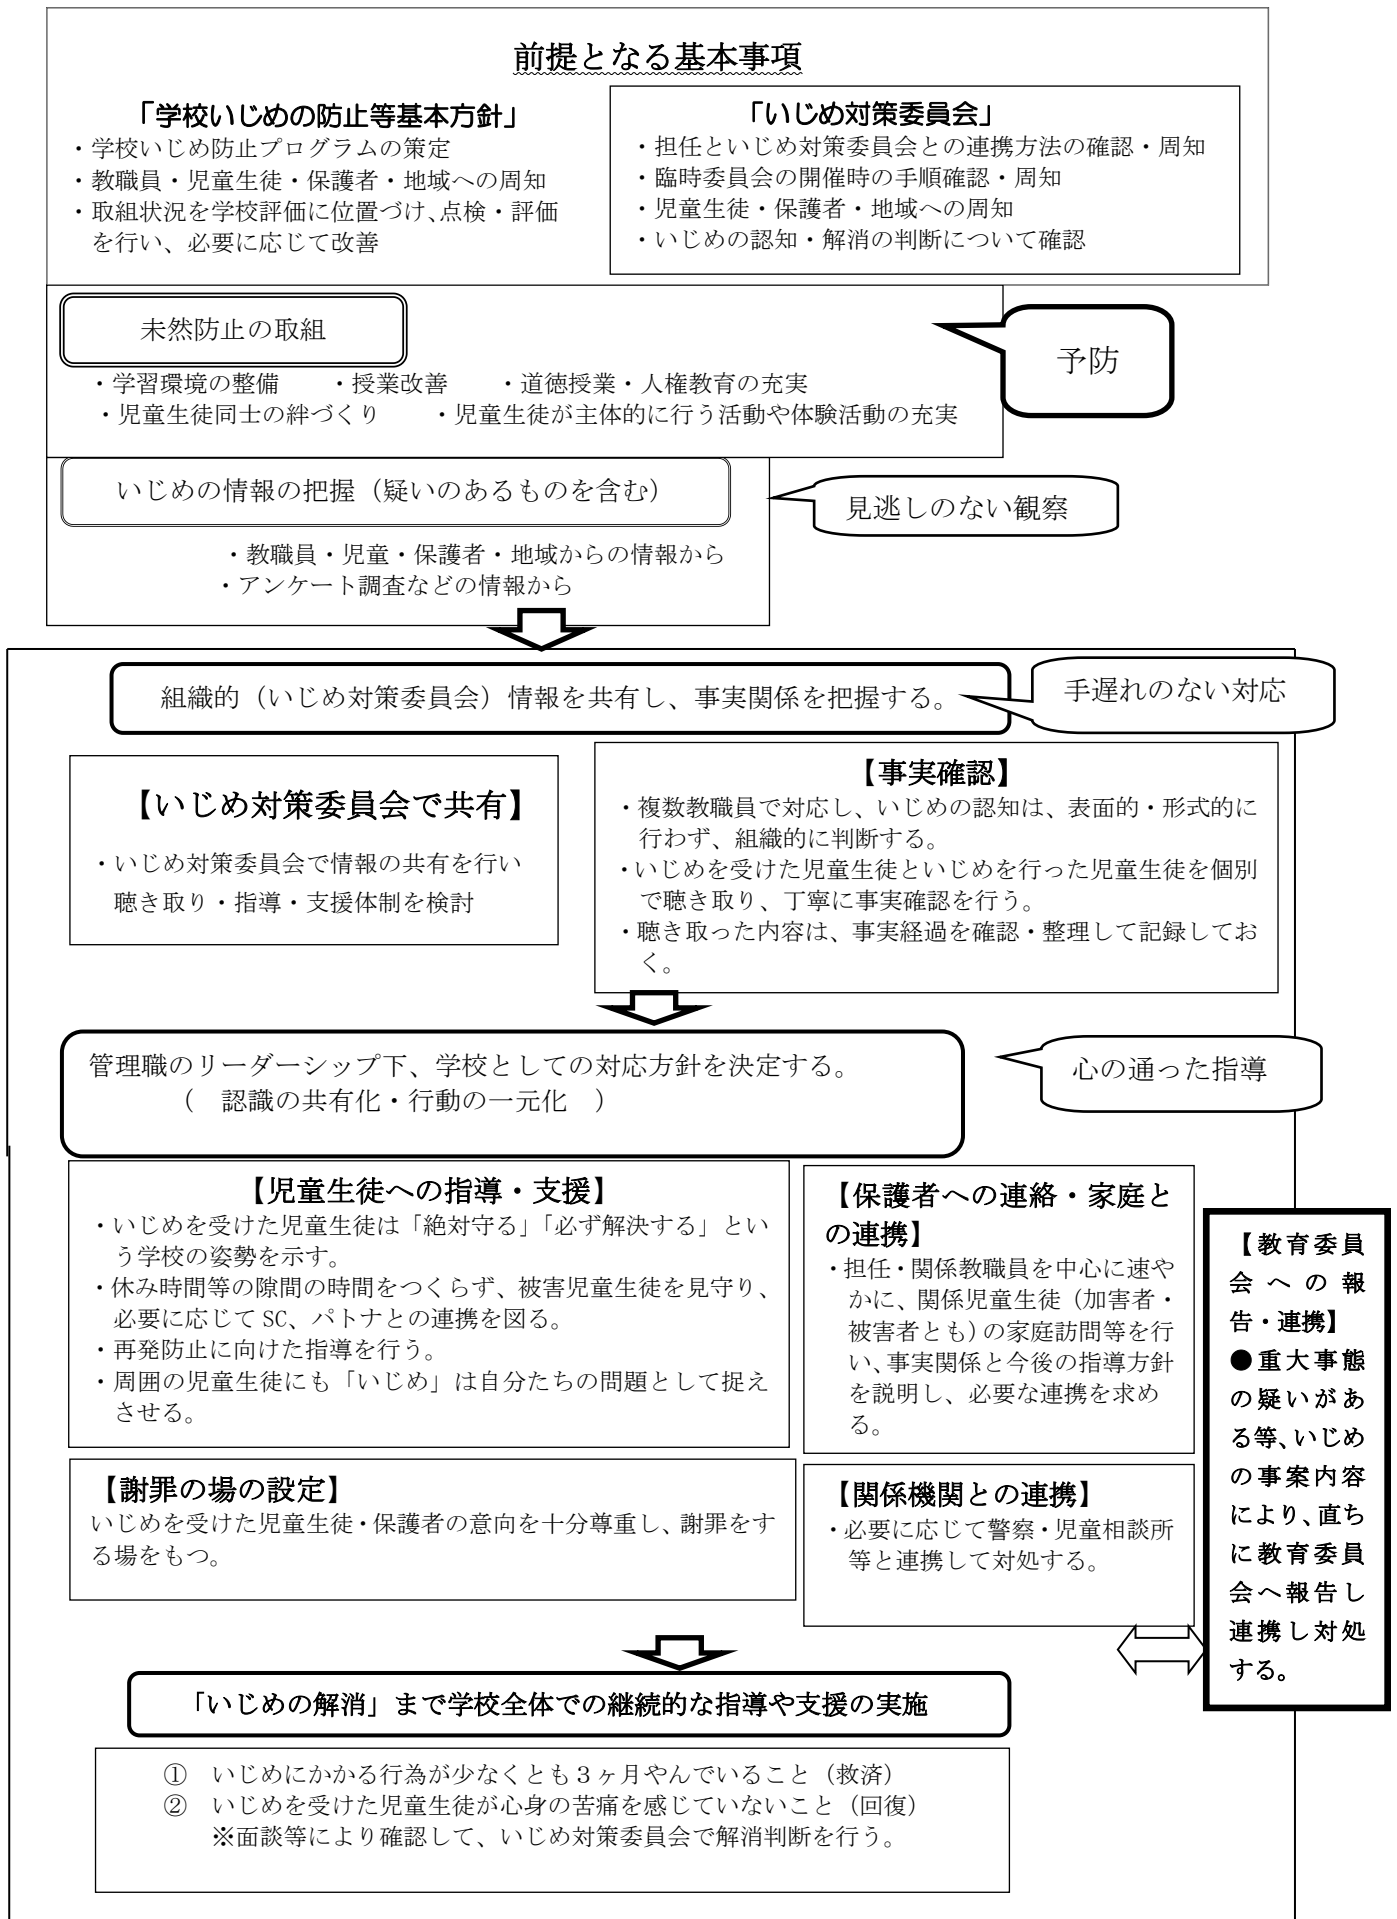 前提となる基本事項
「学校いじめの防止等基本方針」
・学校いじめ防止プログラムの策定
・教職員・児童生徒・保護者・地域への周知
・取組状況を学校評価に位置づけ、点検・評価
を行い、必要に応じて改善
「いじめ対策委員会」
・担任といじめ対策委員会との連携方法の確認・周知
・臨時委員会の開催時の手順確認・周知
・児童生徒・保護者・地域への周知
・いじめの認知・解消の判断について確認
未然防止の取組
予防
・学習環境の整備 ・授業改善 ・道徳授業・人権教育の充実
・児童生徒同士の絆づくり ・児童生徒が主体的に行う活動や体験活動の充実
いじめの情報の把握（疑いのあるものを含む）
見逃しのない観察
・教職員・児童・保護者・地域からの情報から
・アンケート調査などの情報から
組織的（いじめ対策委員会）情報を共有し、事実関係を把握する。
手遅れのない対応
【いじめ対策委員会で共有】
・いじめ対策委員会で情報の共有を行い
聴き取り・指導・支援体制を検討
【事実確認】
・複数教職員で対応し、いじめの認知は、表面的・形式的に
行わず、組織的に判断する。
・いじめを受けた児童生徒といじめを行った児童生徒を個別
で聴き取り、丁寧に事実確認を行う。
・聴き取った内容は、事実経過を確認・整理して記録してお
く。
管理職のリーダーシップ下、学校としての対応方針を決定する。
（　認識の共有化・行動の一元化　）
心の通った指導
【児童生徒への指導・支援】
・いじめを受けた児童生徒は「絶対守る」「必ず解決する」とい
う学校の姿勢を示す。
・休み時間等の隙間の時間をつくらず、被害児童生徒を見守り、
必要に応じて SC、パトナとの連携を図る。
・再発防止に向けた指導を行う。
・周囲の児童生徒にも「いじめ」は自分たちの問題として捉え
させる。
【保護者への連絡・家庭と
の連携】
・担任・関係教職員を中心に速や
かに、関係児童生徒（加害者・
被害者とも）の家庭訪問等を行
い、事実関係と今後の指導方針
を説明し、必要な連携を求め
る。
【教育委員
会への報
告・連携】
●重大事態
の疑いがあ
る等、いじめ
の事案内容
により、直ち
に教育委員
会へ報告し
連携し対処
する。
【謝罪の場の設定】
いじめを受けた児童生徒・保護者の意向を十分尊重し、謝罪をす
る場をもつ。
【関係機関との連携】
・必要に応じて警察・児童相談所
等と連携して対処する。
「いじめの解消」まで学校全体での継続的な指導や支援の実施
①　いじめにかかる行為が少なくとも３ヶ月やんでいること（救済）
②　いじめを受けた児童生徒が心身の苦痛を感じていないこと（回復）
※面談等により確認して、いじめ対策委員会で解消判断を行う。